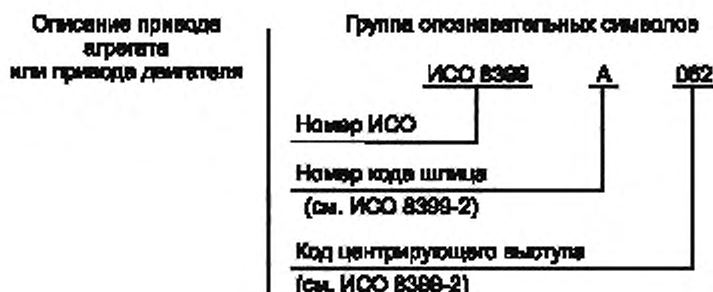 Описание привода
агрегата
или привода двигателя
Группа опознавательных символов
ИСО 8399 А 062
Номер ИСО
Номер кода шлица
(см. ИСО 8399-2)
Код центрирующего выступа
(см. ИСО 8399-2)